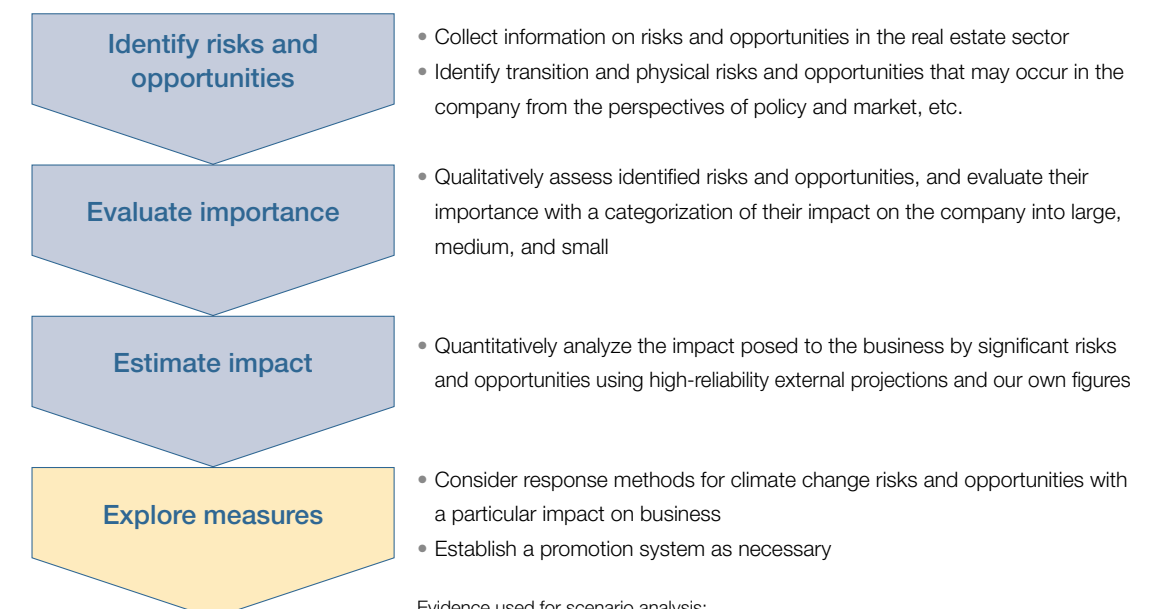 Identify risks and
opportunities
• Collect information on risks and opportunities in the real estate sector
• Identify transition and physical risks and opportunities that may occur in the
company from the perspectives of policy and market, etc.
Evaluate importance
• Qualitatively assess identified risks and opportunities, and evaluate their
importance with a categorization of their impact on the company into large,
medium, and small
Estimate impact
• Quantitatively analyze the impact posed to the business by significant risks
and opportunities using high-reliability external projections and our own figures
Explore measures
• Consider response methods for climate change risks and opportunities with
a particular impact on business
• Establish a promotion system as necessary
Evidence used for scenario analysis: